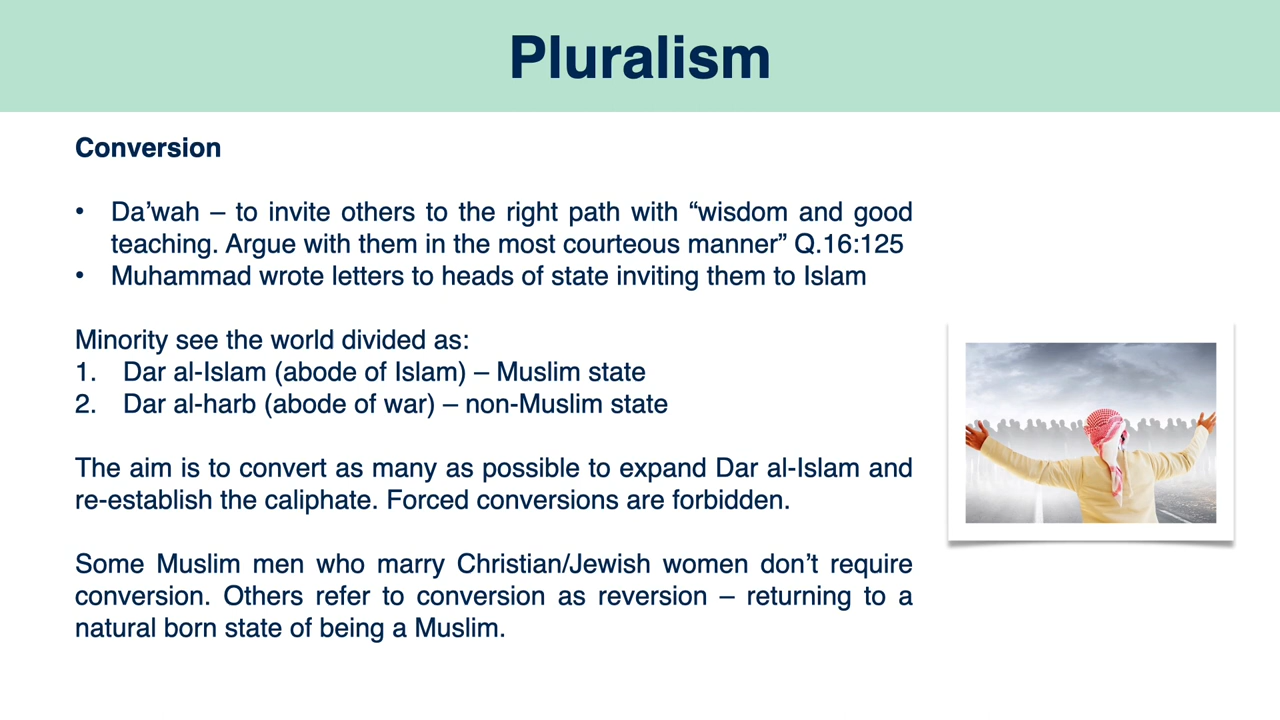 Pluralism
Conversion
• Da’wah – to invite others to the right path with “wisdom and good
teaching. Argue with them in the most courteous manner” Q.16:125
• Muhammad wrote letters to heads of state inviting them to Islam
Minority see the world divided as:
1. Dar al-Islam (abode of Islam) – Muslim state
2. Dar al-harb (abode of war) – non-Muslim state
The aim is to convert as many as possible to expand Dar al-Islam and
re-establish the caliphate. Forced conversions are forbidden.
Some Muslim men who marry Christian/Jewish women don’t require
conversion. Others refer to conversion as reversion – returning to a
natural born state of being a Muslim.